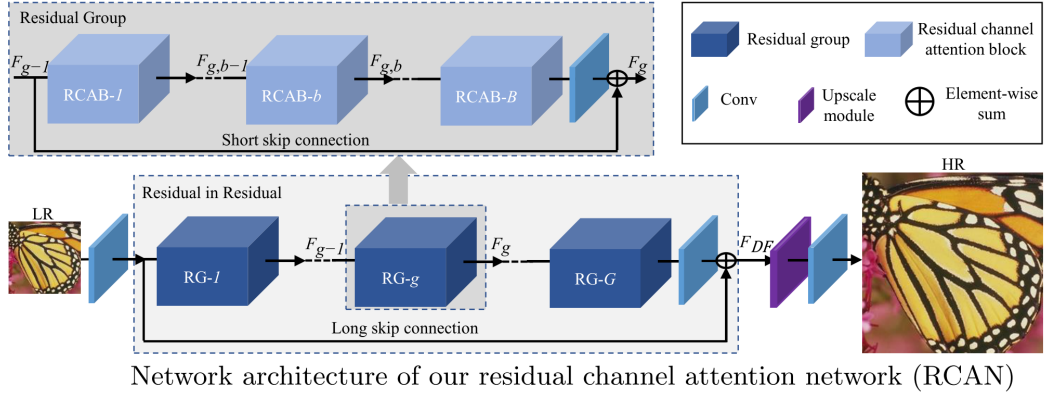 Residual Group
F_{g-1}
RCAB-1
F_{g,b-1}
RCAB-b
F_{g,b}
RCAB-B
F_g
Short skip connection
Residual group
Residual channel
attention block
Conv
Upscale
module
Element-wise
sum
LR
Residual in Residual
RG-1
F_{g-1}
RG-g
F_g
RG-G
F_{DF}
Long skip connection
HR
Network architecture of our residual channel attention network (RCAN)